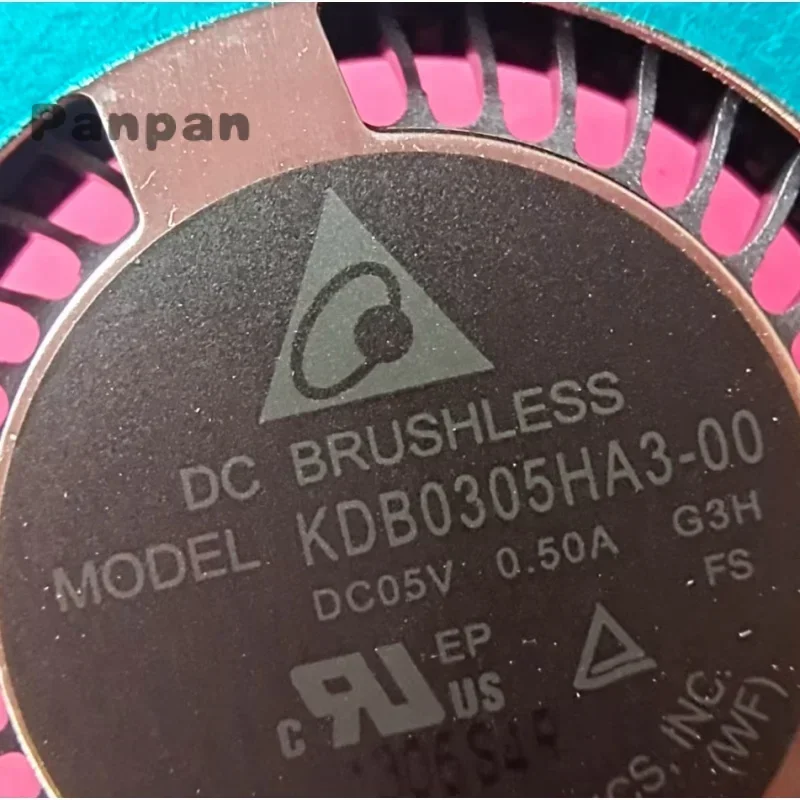 Panpan
DC BRUSHLESS
MODEL KDB0305HA3-00
DC05V 0.50A G3H
FS
EP
C US
INC.
(WF)